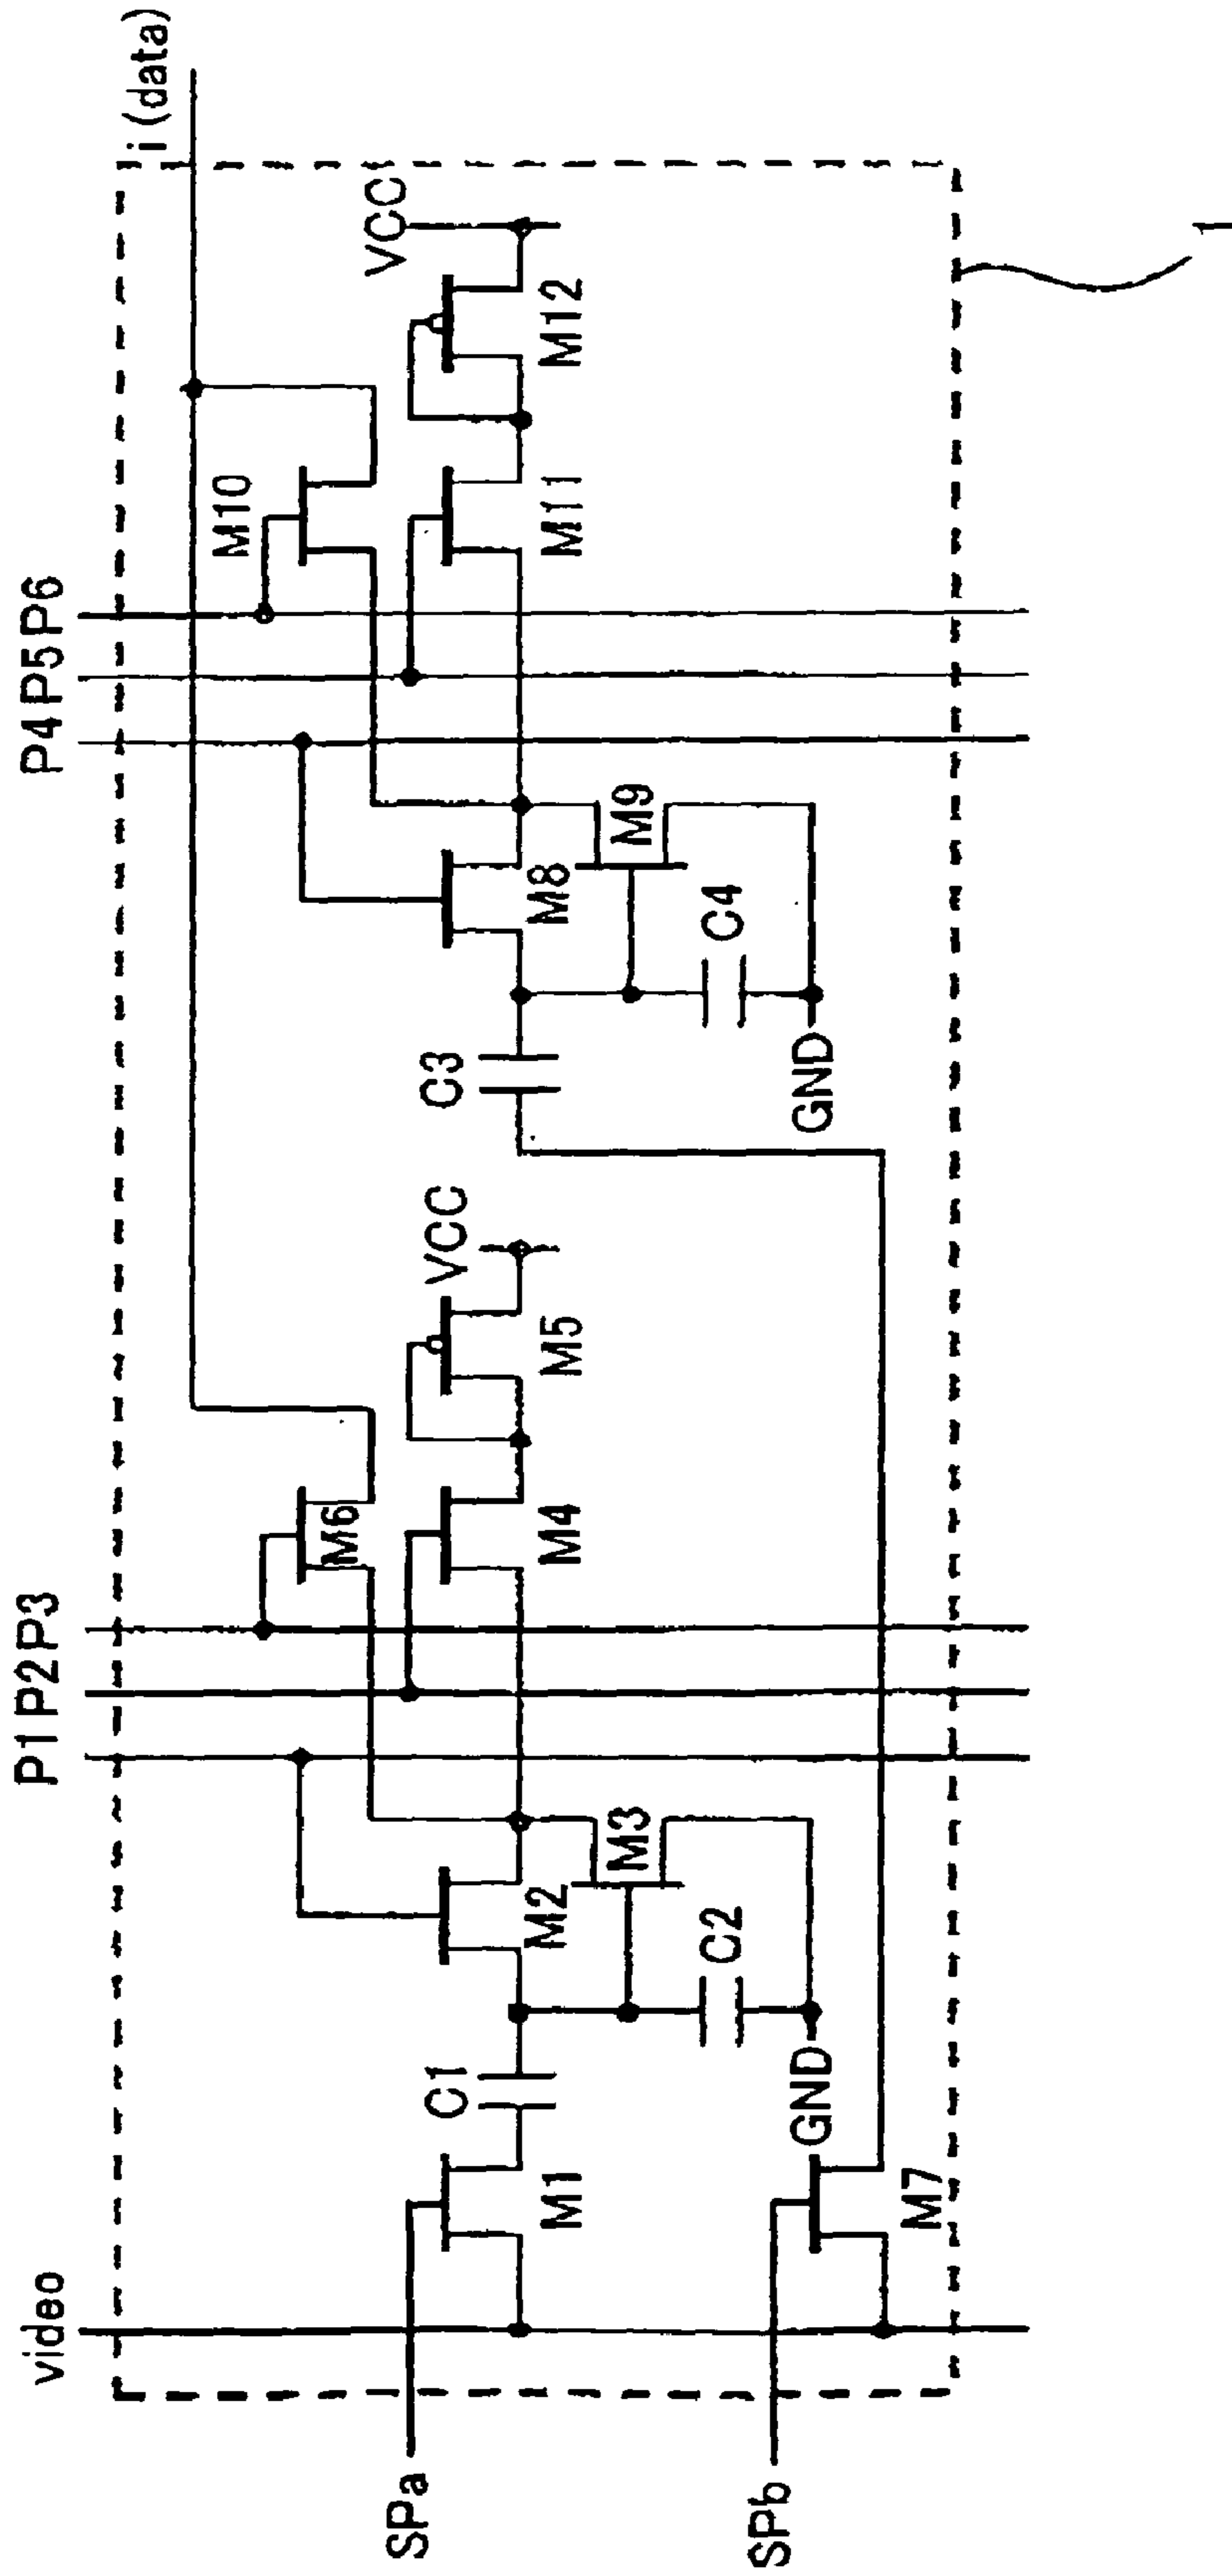 i (data)
P4 P5 P6
VCC
M10
M12
M11
M8
M9
C3
C4
GND
1
P1 P2 P3
VCC
M6
M5
M4
M2
M3
C1
C2
GND
M1
M7
video
SPa
SPb